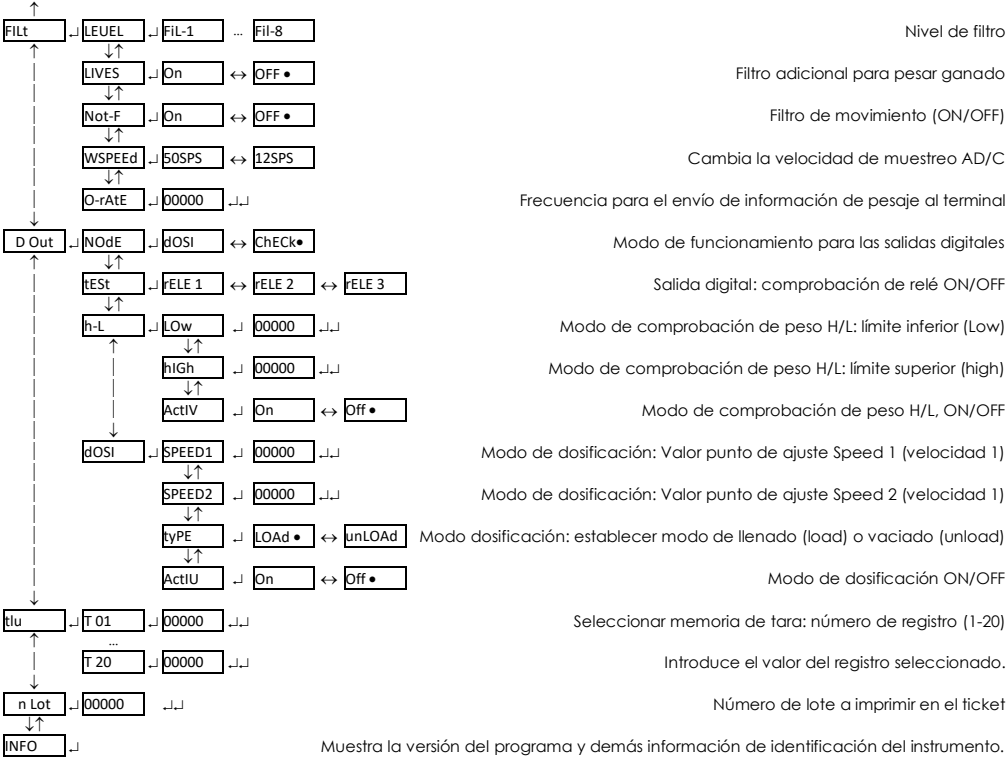 ↑
FILt ↵ LEUEL ↵ FiL-1 … Fil-8 Nivel de filtro
↑ ↓↑
LIVES ↵ On ↔ OFF • Filtro adicional para pesar ganado
↓↑
Not-F ↵ On ↔ OFF • Filtro de movimiento (ON/OFF)
↓↑
WSPEEd ↵ 50SPS ↔ 12SPS Cambia la velocidad de muestreo AD/C
↓↑
O-rAtE ↵ 00000 ↵↵ Frecuencia para el envío de información de pesaje al terminal
↓
D Out ↵ NOdE ↵ dOSI ↔ ChECk• Modo de funcionamiento para las salidas digitales
↑ ↓↑
tESt ↵ rELE 1 ↔ rELE 2 ↔ rELE 3 Salida digital: comprobación de relé ON/OFF
↓↑
h-L ↵ LOw ↵ 00000 ↵↵ Modo de comprobación de peso H/L: límite inferior (Low)
↑ ↓↑
hIGh ↵ 00000 ↵↵ Modo de comprobación de peso H/L: límite superior (high)
↓↑
ActIV ↵ On ↔ Off • Modo de comprobación de peso H/L, ON/OFF
↓
dOSI ↵ SPEED1 ↵ 00000 ↵↵ Modo de dosificación: Valor punto de ajuste Speed 1 (velocidad 1)
↓↑
SPEED2 ↵ 00000 ↵↵ Modo de dosificación: Valor punto de ajuste Speed 2 (velocidad 1)
↓↑
tyPE ↵ LOAd • ↔ unLOAd Modo dosificación: establecer modo de llenado (load) o vaciado (unload)
↓↑
ActIU ↵ On ↔ Off • Modo de dosificación ON/OFF
↓
tlu ↵ T 01 ↵ 00000 ↵↵ Seleccionar memoria de tara: número de registro (1-20)
↑ …
T 20 ↵ 00000 ↵↵ Introduce el valor del registro seleccionado.
↓
n Lot ↵ 00000 ↵↵ Número de lote a imprimir en el ticket
↓↑
INFO ↵ Muestra la versión del programa y demás información de identificación del instrumento.